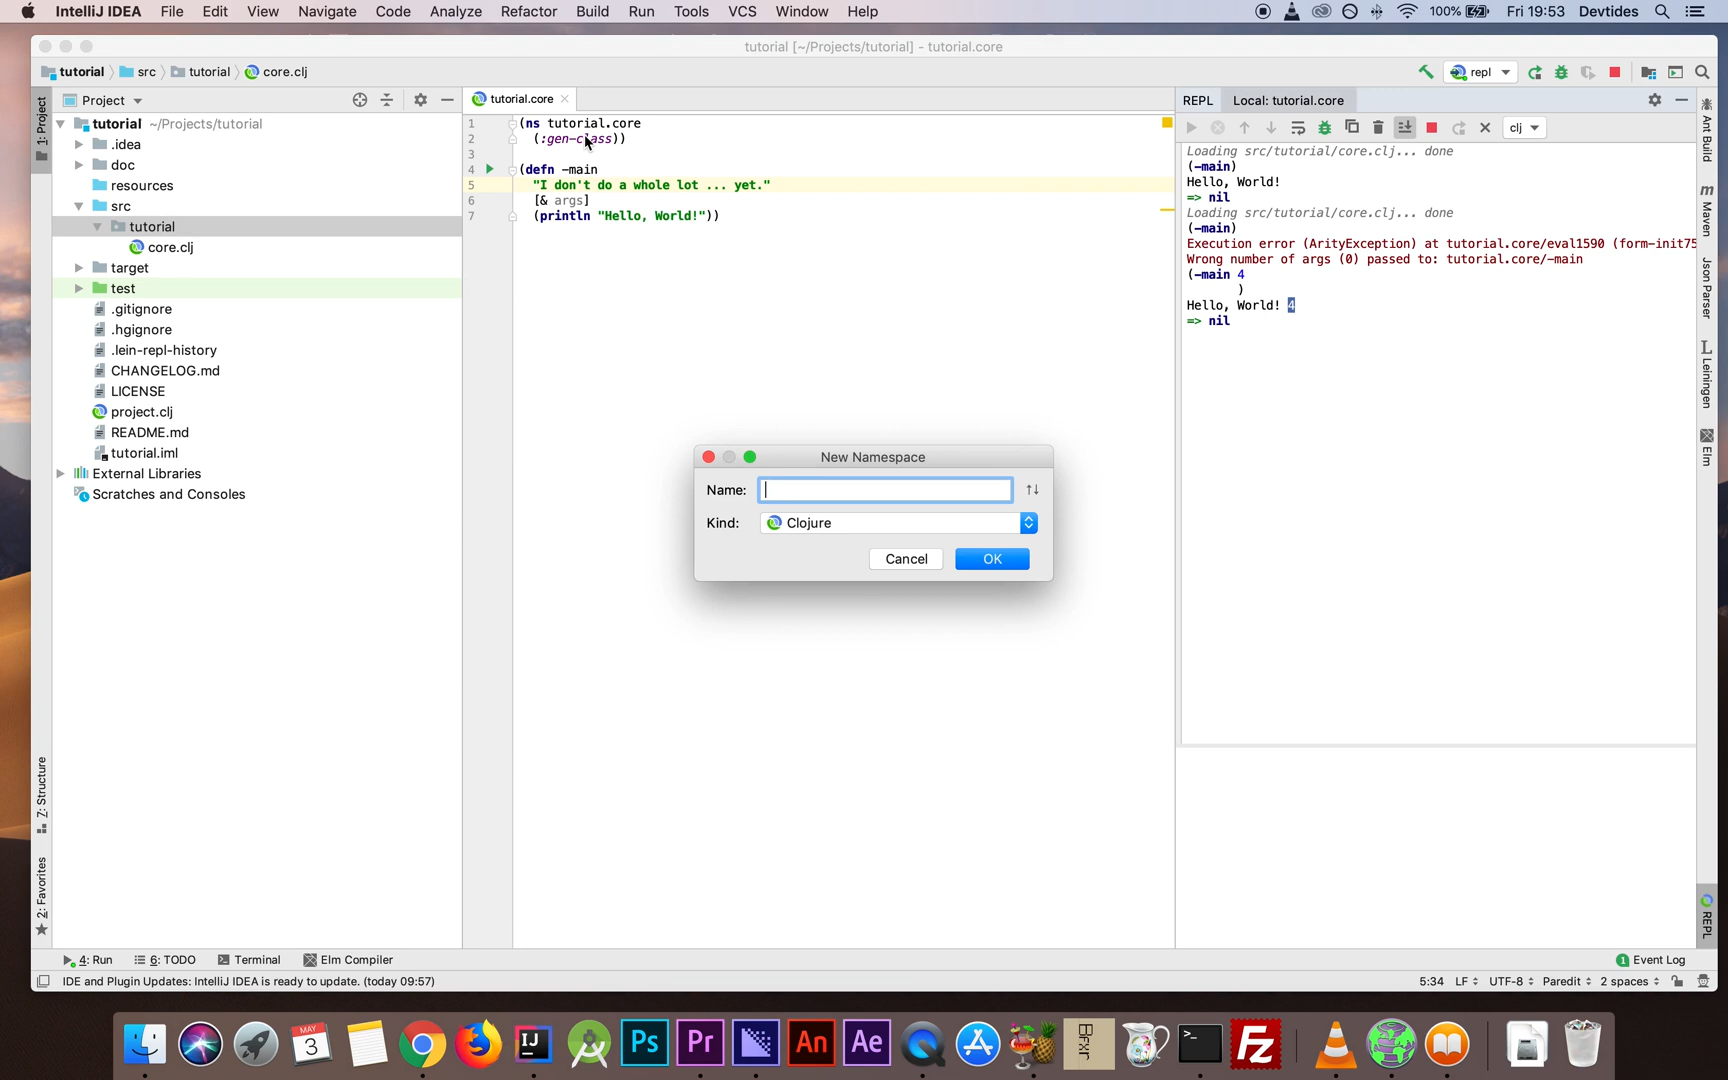 IntelliJ IDEA File Edit View Navigate Code Analyze Refactor Build Run Tools VCS Window Help 100% Fri 19:53 Devtides
tutorial [~/Projects/tutorial] - tutorial.core
tutorial src tutorial core.clj repl
Project tutorial.core REPL Local: tutorial.core
clj
tutorial ~/Projects/tutorial
.idea
doc
resources
src
tutorial
core.clj
target
test
.gitignore
.hgignore
.lein-repl-history
CHANGELOG.md
LICENSE
project.clj
README.md
tutorial.iml
External Libraries
Scratches and Consoles
1 (ns tutorial.core
2 (:gen-class))
3
4 (defn -main
5 "I don't do a whole lot ... yet."
6 [& args]
7 (println "Hello, World!"))
Loading src/tutorial/core.clj... done
(-main)
Hello, World!
=> nil
Loading src/tutorial/core.clj... done
(-main)
Execution error (ArityException) at tutorial.core/eval1590 (form-init75
Wrong number of args (0) passed to: tutorial.core/-main
(-main 4
)
Hello, World! 4
=> nil
New Namespace
Name:
Kind: Clojure
Cancel OK
1: Project
7: Structure
2: Favorites
Ant Build
m Maven
Json Parser
L Leiningen
Elm
REPL
4: Run 6: TODO Terminal Elm Compiler 1 Event Log
IDE and Plugin Updates: IntelliJ IDEA is ready to update. (today 09:57) 5:34 LF UTF-8 Paredit 2 spaces
MAY
3
IJ
Ps
Pr
An
Ae
Bfxr
>_
Fz